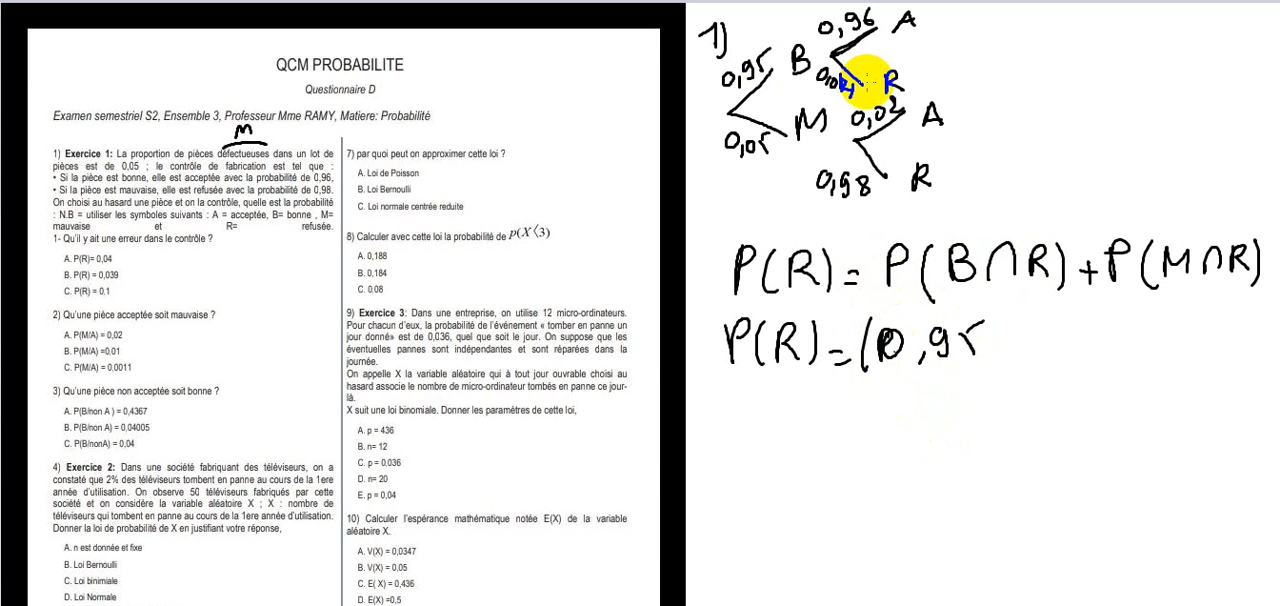 QCM PROBABILITE
Questionnaire D
Examen semestriel S2, Ensemble 3, Professeur Mme RAMY, Matiere: Probabilité
M
1) Exercice 1: La proportion de pièces défectueuses dans un lot de
pièces est de 0,05 ; le contrôle de fabrication est tel que :
• Si la pièce est bonne, elle est acceptée avec la probabilité de 0,96,
• Si la pièce est mauvaise, elle est refusée avec la probabilité de 0,98.
On choisi au hasard une pièce et on la contrôle, quelle est la probabilité
: N.B = utiliser les symboles suivants : A = acceptée, B= bonne , M=
mauvaise et R= refusée.
1- Qu'il y ait une erreur dans le contrôle ?
A. P(R)= 0,04
B. P(R) = 0,039
C. P(R) = 0,1
2) Qu'une pièce acceptée soit mauvaise ?
A. P(M/A) = 0,02
B. P(M/A) =0,01
C. P(M/A) = 0,0011
3) Qu'une pièce non acceptée soit bonne ?
A. P(B/non A ) = 0,4367
B. P(B/non A) = 0,04005
C. P(B/nonA) = 0,04
4) Exercice 2: Dans une société fabriquant des téléviseurs, on a
constaté que 2% des téléviseurs tombent en panne au cours de la 1ere
année d'utilisation. On observe 50 téléviseurs fabriqués par cette
société et on considère la variable aléatoire X ; X : nombre de
téléviseurs qui tombent en panne au cours de la 1ere année d'utilisation.
Donner la loi de probabilité de X en justifiant votre réponse,
A. n est donnée et fixe
B. Loi Bernoulli
C. Loi binimiale
D. Loi Normale
7) par quoi peut on approximer cette loi ?
A. Loi de Poisson
B. Loi Bernoulli
C. Loi normale centrée reduite
8) Calculer avec cette loi la probabilité de p(X⟨3)
A. 0,188
B. 0,184
C. 0.08
9) Exercice 3: Dans une entreprise, on utilise 12 micro-ordinateurs.
Pour chacun d'eux, la probabilité de l'événement « tomber en panne un
jour donné» est de 0,036, quel que soit le jour. On suppose que les
éventuelles pannes sont indépendantes et sont réparées dans la
journée.
On appelle X la variable aléatoire qui à tout jour ouvrable choisi au
hasard associe le nombre de micro-ordinateur tombés en panne ce jour-
là.
X suit une loi binomiale. Donner les paramètres de cette loi,
A. p = 436
B. n= 12
C. p = 0,036
D. n= 20
E. p = 0,04
10) Calculer l'espérance mathématique notée E(X) de la variable
aléatoire X.
A. V(X) = 0,0347
B. V(X) = 0,05
C. E( X) = 0,436
D. E(X) =0,5
1)
0,96 A
0,95 B
R
0,05 M 0,02 A
0,98 R
P(R) = P(B∩R) + P(M∩R)
P(R) = (0,95